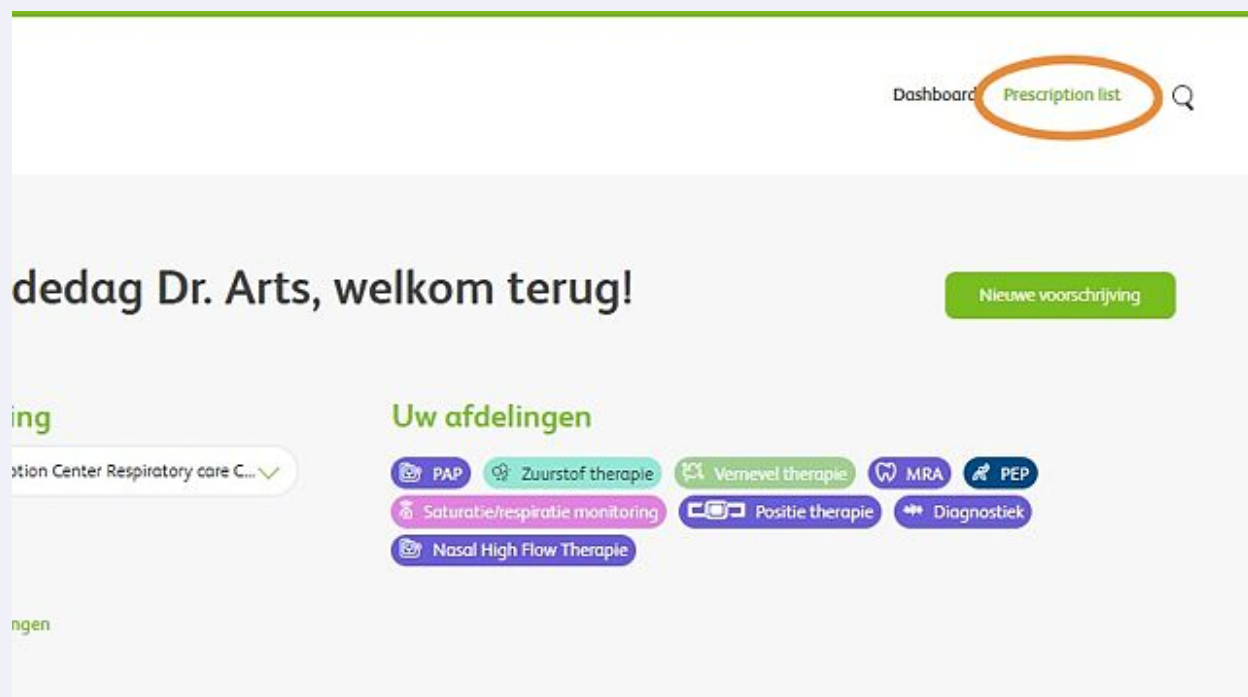 Dashboard Prescription list
dedag Dr. Arts, welkom terug!
Nieuwe voorschrijving
ing
Uw afdelingen
ption Center Respiratory care C...
PAP Zuurstof therapie Vernevel therapie MRA PEP
Saturatie/respiratie monitoring Positie therapie Diagnostiek
Nasal High Flow Therapie
ngen